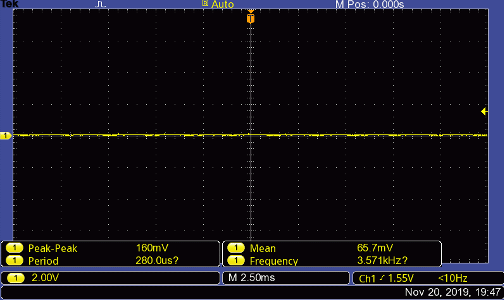 Tek Auto M Pos: 0.000s
T
1
1 Peak-Peak 160mV 1 Mean 65.7mV
1 Period 280.0us? 1 Frequency 3.571kHz?
1 2.00V M 2.50ms Ch1 1.55V <10Hz
Nov 20, 2019, 19:47